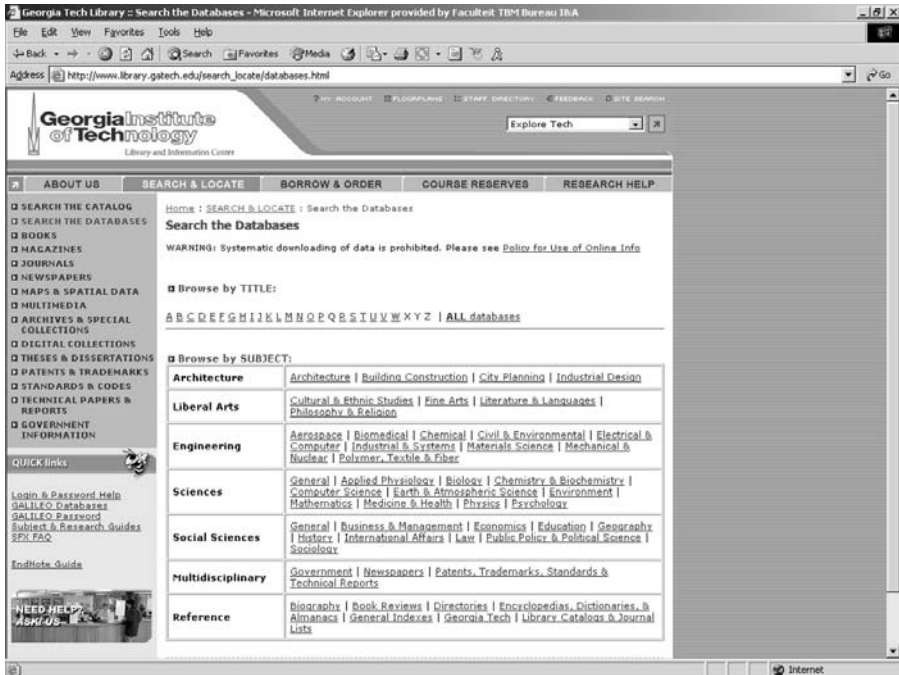 Georgia Tech Library :: Search the Databases - Microsoft Internet Explorer provided by Faculteit TBM Bureau I&A
File Edit View Favorites Tools Help
Back Search Favorites Media
Address http://www.library.gatech.edu/search_locate/databases.html Go
MY ACCOUNT FLOORPLANS STAFF DIRECTORY FEEDBACK SITE SEARCH
Georgia Institute
of Technology
Library and Information Center
Explore Tech
ABOUT US SEARCH & LOCATE BORROW & ORDER COURSE RESERVES RESEARCH HELP
SEARCH THE CATALOG
SEARCH THE DATABASES
BOOKS
MAGAZINES
JOURNALS
NEWSPAPERS
MAPS & SPATIAL DATA
MULTIMEDIA
ARCHIVES & SPECIAL
COLLECTIONS
DIGITAL COLLECTIONS
THESES & DISSERTATIONS
PATENTS & TRADEMARKS
STANDARDS & CODES
TECHNICAL PAPERS &
REPORTS
GOVERNMENT
INFORMATION
QUICK links
Login & Password Help
GALILEO Databases
GALILEO Password
Subject & Research Guides
SFX FAQ
EndNote Guide
NEED HELP?
ASK US
Home : SEARCH & LOCATE : Search the Databases
Search the Databases
WARNING: Systematic downloading of data is prohibited. Please see Policy for Use of Online Info
Browse by TITLE:
A B C D E F G H I J K L M N O P Q R S T U V W X Y Z | ALL databases
Browse by SUBJECT:
Architecture
Architecture | Building Construction | City Planning | Industrial Design
Liberal Arts
Cultural & Ethnic Studies | Fine Arts | Literature & Languages |
Philosophy & Religion
Engineering
Aerospace | Biomedical | Chemical | Civil & Environmental | Electrical &
Computer | Industrial & Systems | Materials Science | Mechanical &
Nuclear | Polymer, Textile & Fiber
Sciences
General | Applied Physiology | Biology | Chemistry & Biochemistry |
Computer Science | Earth & Atmospheric Science | Environment |
Mathematics | Medicine & Health | Physics | Psychology
Social Sciences
General | Business & Management | Economics | Education | Geography
| History | International Affairs | Law | Public Policy & Political Science |
Sociology
Multidisciplinary
Government | Newspapers | Patents, Trademarks, Standards &
Technical Reports
Reference
Biography | Book Reviews | Directories | Encyclopedias, Dictionaries, &
Almanacs | General Indexes | Georgia Tech | Library Catalogs & Journal
Lists
Internet